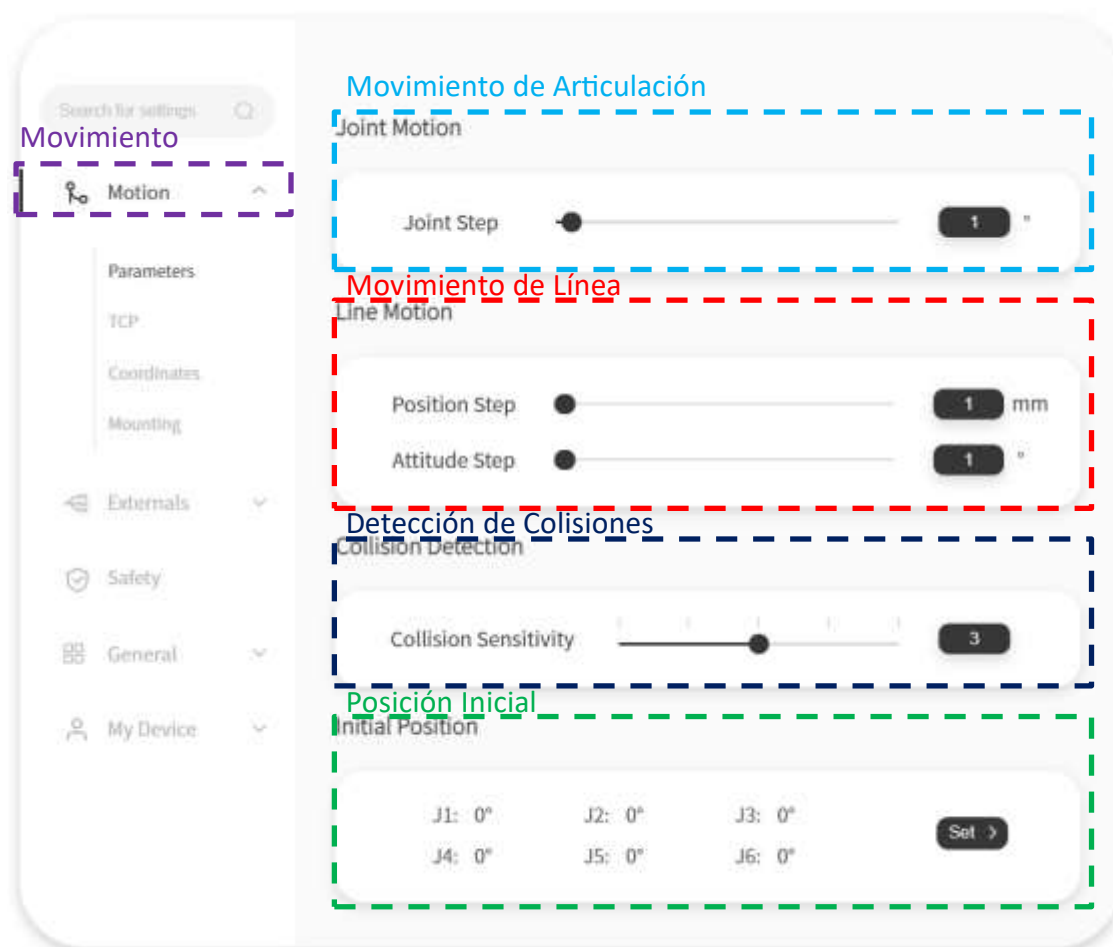 Search for settings
Movimiento
Motion
Parameters
TCP
Coordinates
Mounting
Externals
Safety
General
My Device
Movimiento de Articulación
Joint Motion
Joint Step 1 °
Movimiento de Línea
Line Motion
Position Step 1 mm
Attitude Step 1 °
Detección de Colisiones
Collision Detection
Collision Sensitivity 3
Posición Inicial
Initial Position
J1: 0° J2: 0° J3: 0°
Set >
J4: 0° J5: 0° J6: 0°